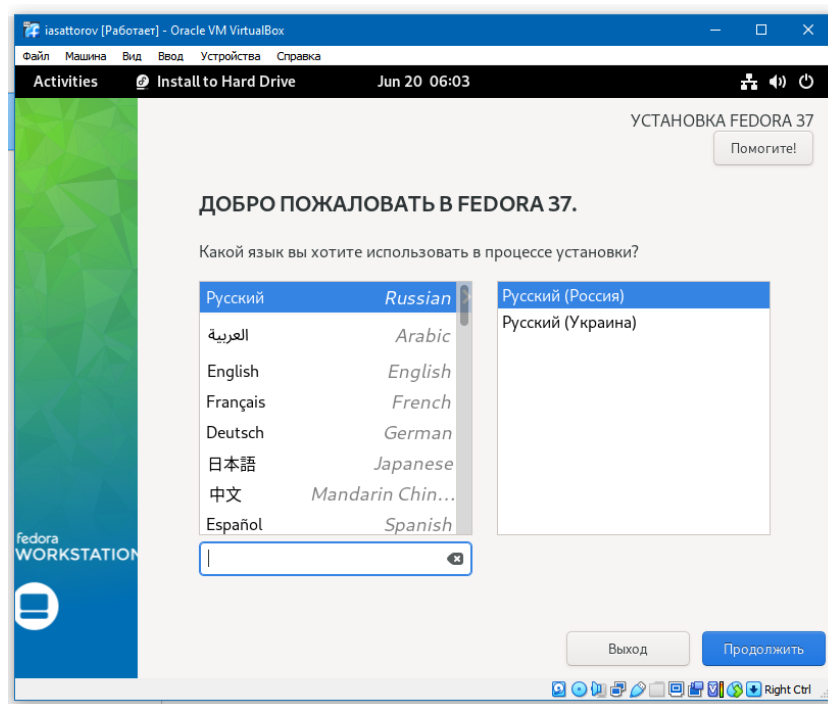 iasattorov [Работает] - Oracle VM VirtualBox
Файл Машина Вид Ввод Устройства Справка
Activities Install to Hard Drive Jun 20 06:03
УСТАНОВКА FEDORA 37
Помогите!
ДОБРО ПОЖАЛОВАТЬ В FEDORA 37.
Какой язык вы хотите использовать в процессе установки?
Русский Russian
العربية Arabic
English English
Français French
Deutsch German
日本語 Japanese
中文 Mandarin Chin...
Español Spanish
Русский (Россия)
Русский (Украина)
fedora
WORKSTATION
Выход Продолжить
Right Ctrl